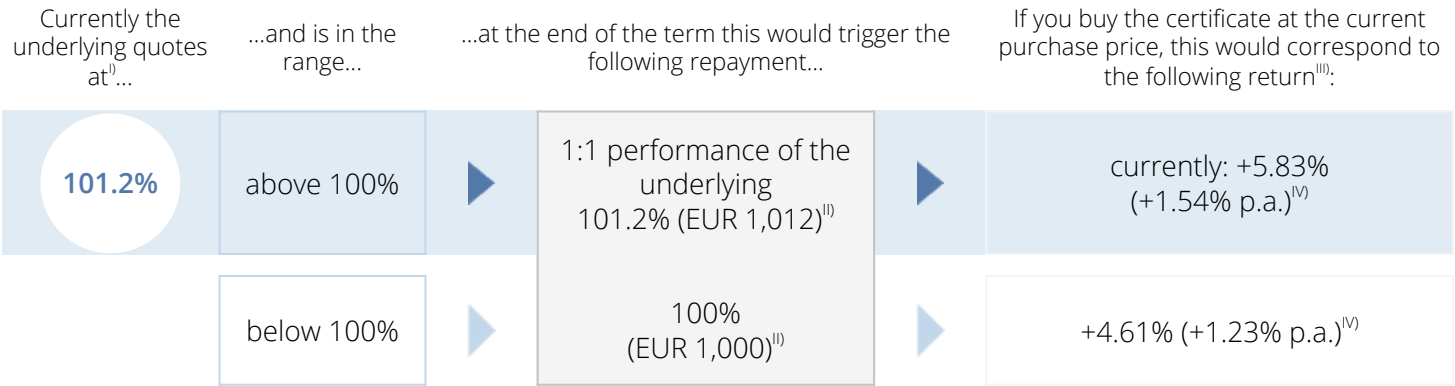 Currently the
underlying quotes
at^I)...
...and is in the
range...
...at the end of the term this would trigger the
following repayment...
If you buy the certificate at the current
purchase price, this would correspond to
the following return^III):
101.2%
above 100%
1:1 performance of the
underlying
101.2% (EUR 1,012)^II)
currently: +5.83%
(+1.54% p.a.)^IV)
below 100%
100%
(EUR 1,000)^II)
+4.61% (+1.23% p.a.)^IV)